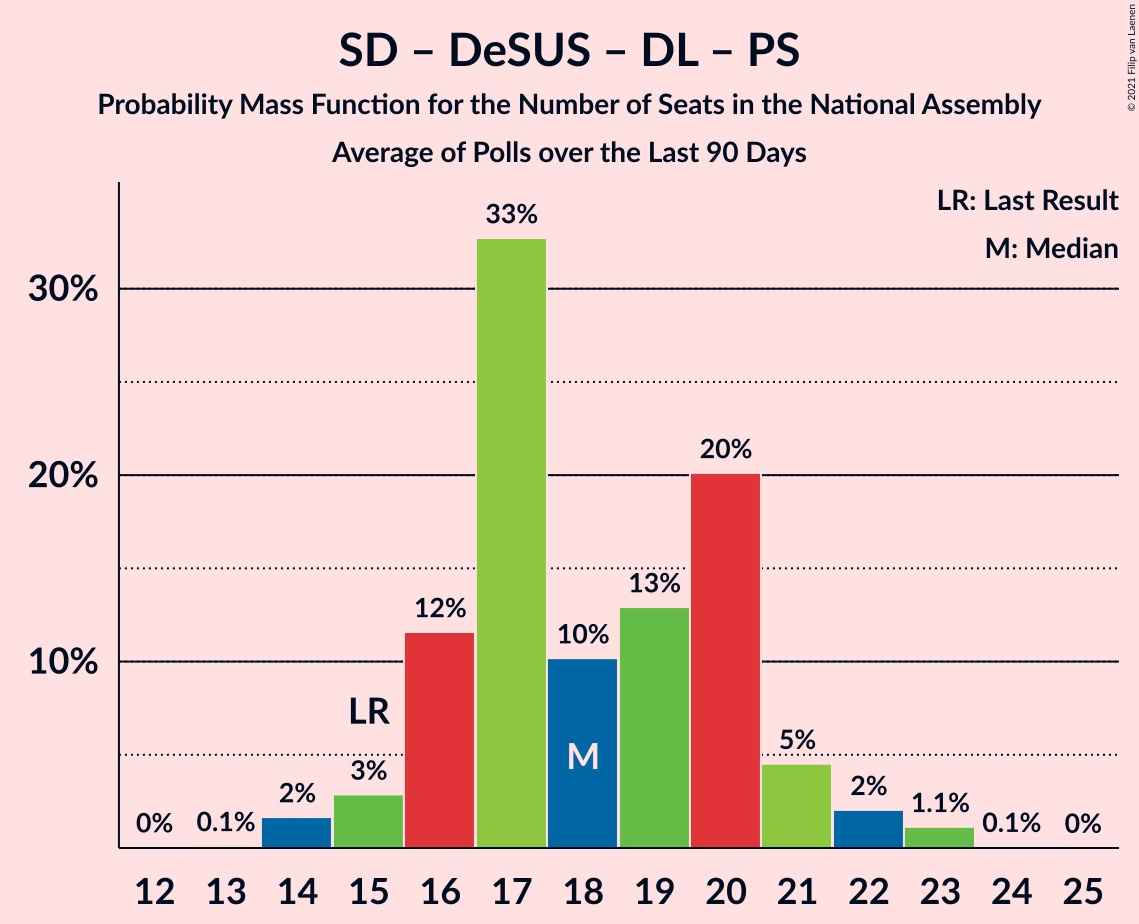 SD – DeSUS – DL – PS
Probability Mass Function for the Number of Seats in the National Assembly
Average of Polls over the Last 90 Days
© 2021 Filip van Laenen
LR: Last Result
M: Median
33%
30%
20%
20%
13%
12%
10%
10%
LR
M
5%
3%
2%
2%
1.1%
0%
0.1%
0.1%
0%
12 13 14 15 16 17 18 19 20 21 22 23 24 25